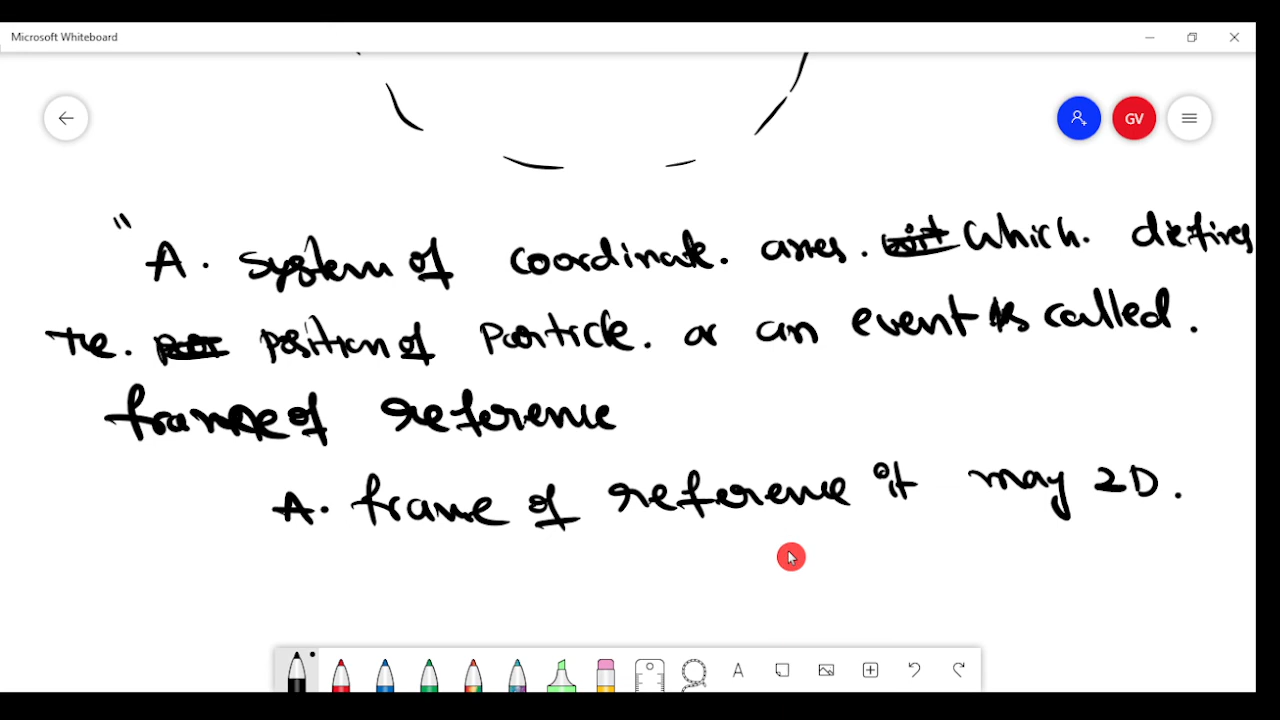 Microsoft Whiteboard
GV
"A. system of coordinate. axes. which. defines
the. position of particle. or an event is called.
frame of reference
A. frame of reference it may 2D.
A